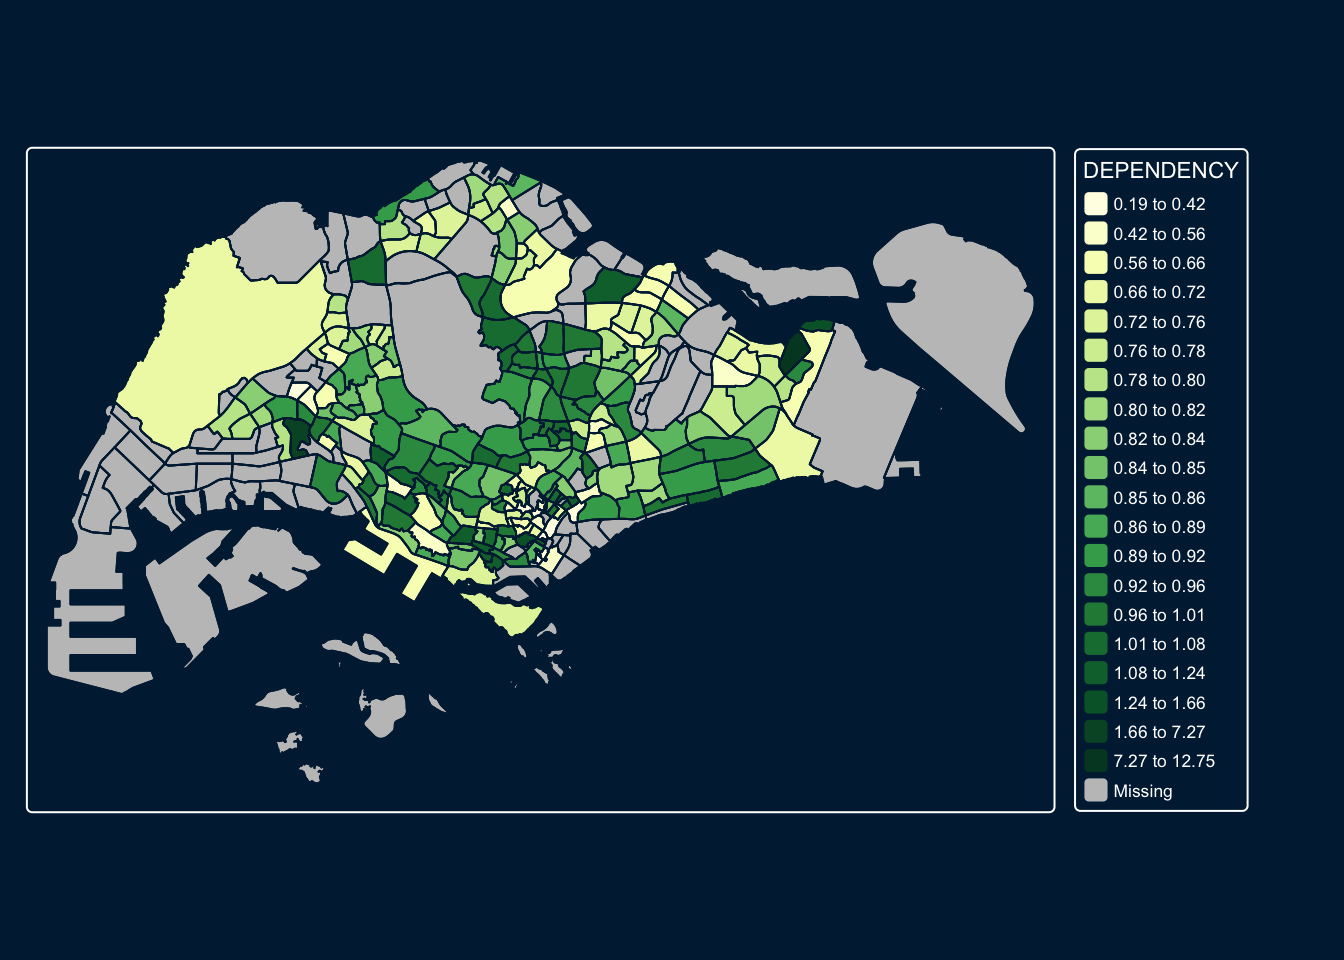 DEPENDENCY
0.19 to 0.42
0.42 to 0.56
0.56 to 0.66
0.66 to 0.72
0.72 to 0.76
0.76 to 0.78
0.78 to 0.80
0.80 to 0.82
0.82 to 0.84
0.84 to 0.85
0.85 to 0.86
0.86 to 0.89
0.89 to 0.92
0.92 to 0.96
0.96 to 1.01
1.01 to 1.08
1.08 to 1.24
1.24 to 1.66
1.66 to 7.27
7.27 to 12.75
Missing